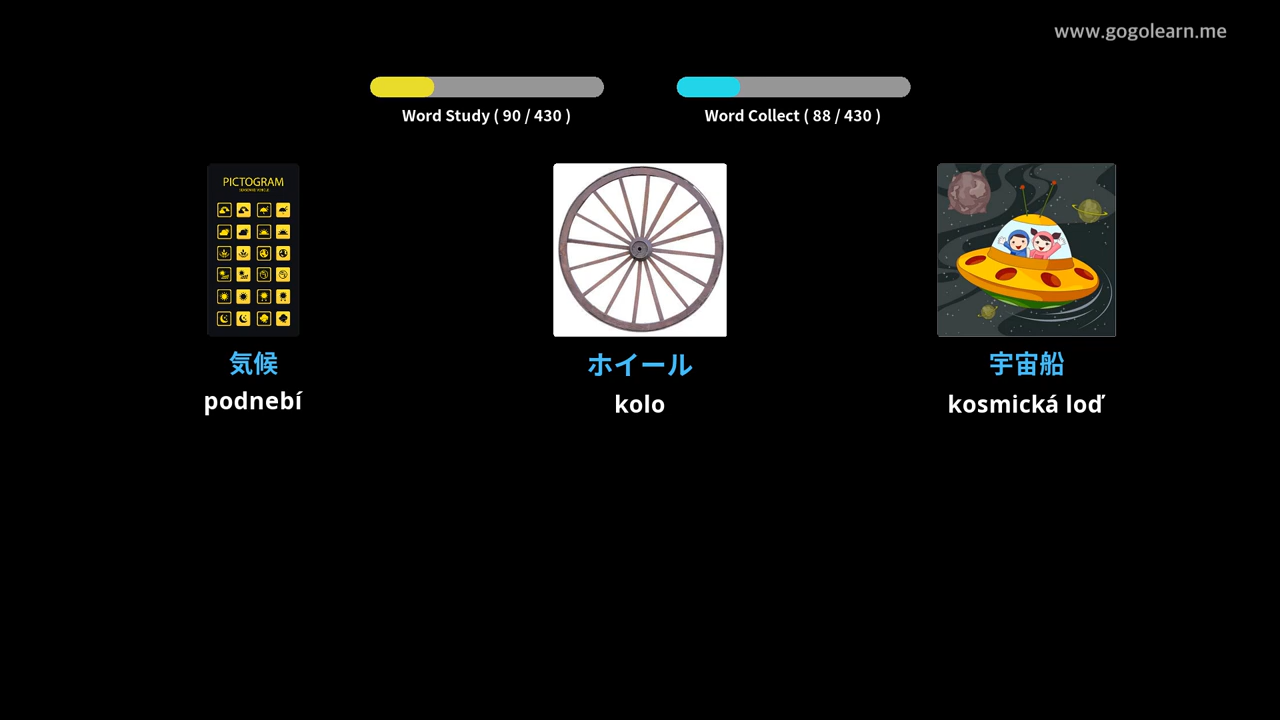 www.gogolearn.me
Word Study ( 90 / 430 )
Word Collect ( 88 / 430 )
PICTOGRAM
気候
ホイール
宇宙船
podnebí
kolo
kosmická loď